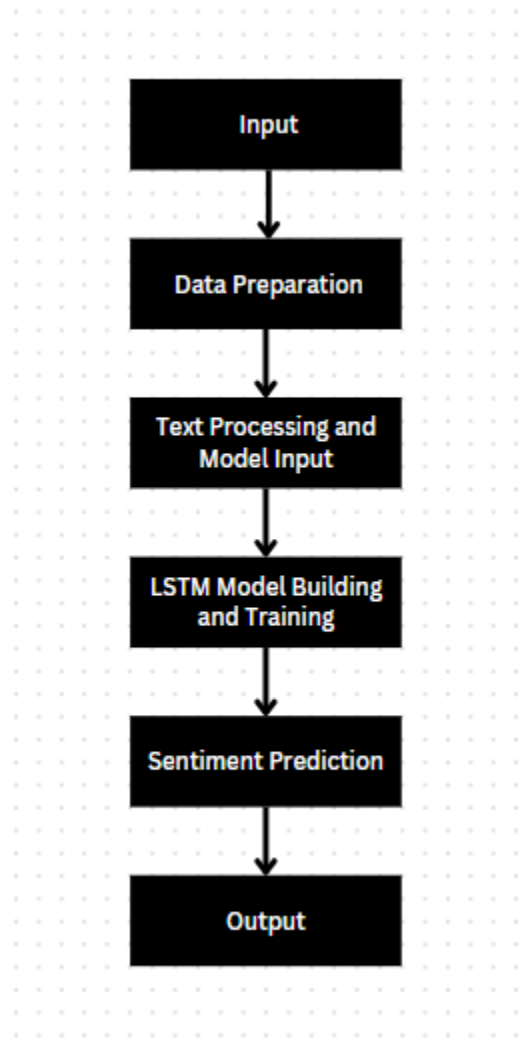 Input
Data Preparation
Text Processing and
Model Input
LSTM Model Building
and Training
Sentiment Prediction
Output